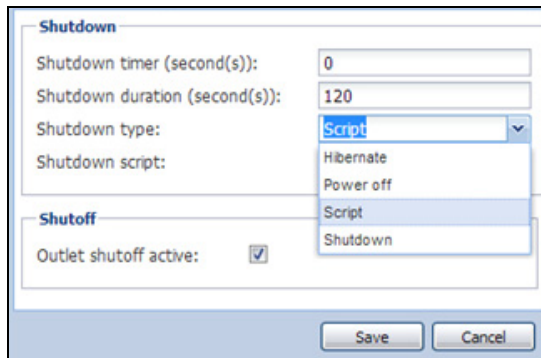 Shutdown
Shutdown timer (second(s)): 0
Shutdown duration (second(s)): 120
Shutdown type: Script
Shutdown script:
Hibernate
Power off
Script
Shutdown
Shutoff
Outlet shutoff active:
Save Cancel